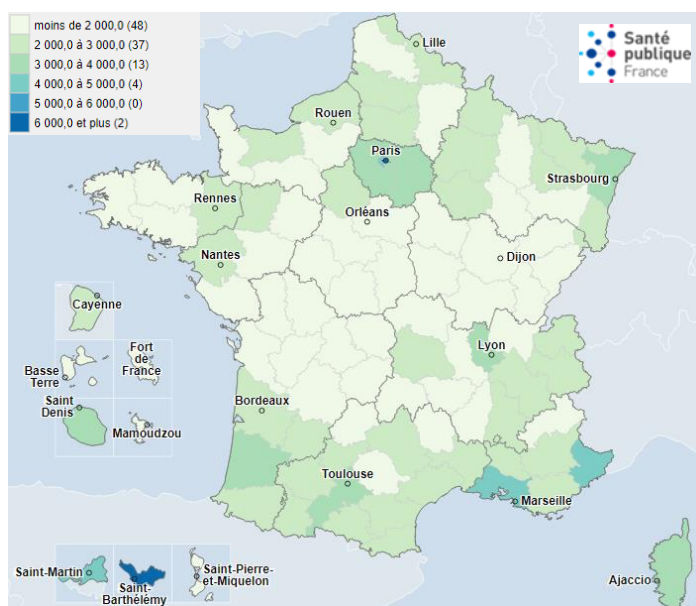 moins de 2 000,0 (48)
2 000,0 à 3 000,0 (37)
3 000,0 à 4 000,0 (13)
4 000,0 à 5 000,0 (4)
5 000,0 à 6 000,0 (0)
6 000,0 et plus (2)
Santé
publique
France
Lille
Rouen
Paris
Strasbourg
Rennes
Orléans
Nantes
Dijon
Cayenne
Lyon
Basse
Terre
Fort
de
France
Saint
Denis
Mamoudzou
Bordeaux
Toulouse
Marseille
Saint-Martin
Saint-
Barthélémy
Saint-Pierre-
et-Miquelon
Ajaccio